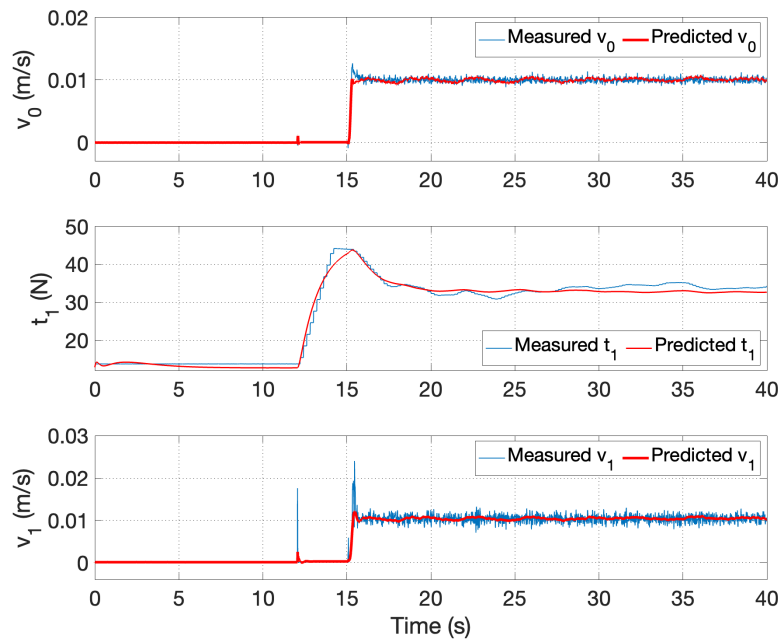 0.02
Measured v0 Predicted v0
0.01
0
v0 (m/s)
0 5 10 15 20 25 30 35 40
50
40
30
20
t1 (N)
Measured t1 Predicted t1
0 5 10 15 20 25 30 35 40
0.03
Measured v1 Predicted v1
0.02
0.01
0
v1 (m/s)
0 5 10 15 20 25 30 35 40
Time (s)